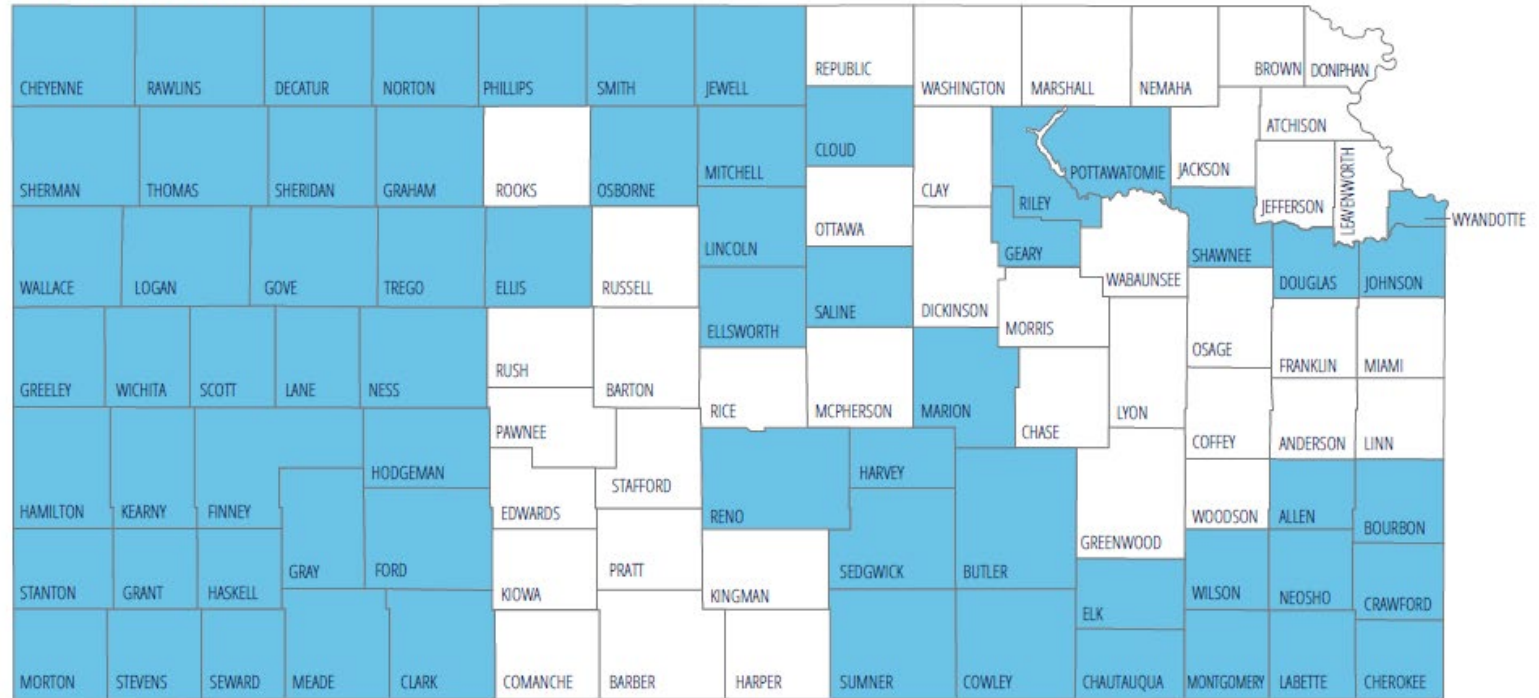 REPUBLIC
BROWN DONIPHAN
CHEYENNE RAWLINS DECATUR NORTON PHILLIPS SMITH JEWELL WASHINGTON MARSHALL NEMAHA
ATCHISON
CLOUD
MITCHELL POTTAWATOMIE JACKSON
SHERMAN THOMAS SHERIDAN GRAHAM ROOKS OSBORNE CLAY LEAVENWORTH
RILEY JEFFERSON
WYANDOTTE
OTTAWA
LINCOLN GEARY SHAWNEE
WALLACE LOGAN GOVE TREGO ELLIS RUSSELL WABAUNSEE DOUGLAS JOHNSON
SALINE DICKINSON
ELLSWORTH MORRIS
OSAGE
RUSH FRANKLIN MIAMI
GREELEY WICHITA SCOTT LANE NESS BARTON
RICE MCPHERSON MARION LYON
PAWNEE CHASE
COFFEY ANDERSON LINN
HODGEMAN HARVEY
STAFFORD
HAMILTON KEARNY FINNEY EDWARDS RENO WOODSON ALLEN
BOURBON
GREENWOOD
GRAY FORD PRATT SEDGWICK BUTLER
STANTON GRANT HASKELL KIOWA KINGMAN WILSON NEOSHO
CRAWFORD
ELK
MORTON STEVENS SEWARD MEADE CLARK COMANCHE BARBER HARPER SUMNER COWLEY CHAUTAUQUA MONTGOMERY LABETTE CHEROKEE